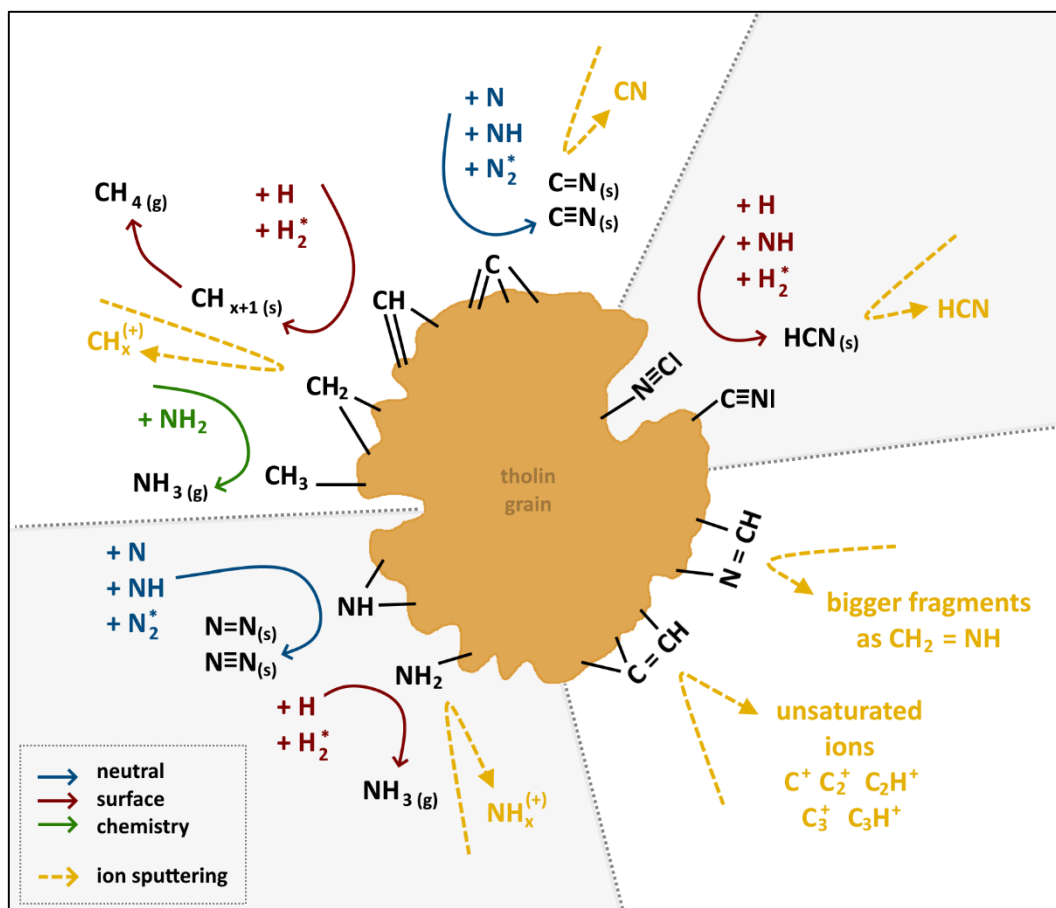 + N
+ NH
+ N₂*
C=N(s)
C≡N(s)
CN
+ H
+ NH
+ H₂*
HCN(s)
HCN
CH₄ (g)
+ H
+ H₂*
CHₓ₊₁ (s)
CHₓ⁽⁺⁾
+ NH₂
NH₃ (g)
CH
C
CH₂
CH₃
N≡CI
C≡NI
tholin
grain
N=CH
C=CH
NH
NH₂
bigger fragments
as CH₂ = NH
unsaturated
ions
C⁺ C₂⁺ C₂H⁺
C₃⁺ C₃H⁺
+ N
+ NH
+ N₂*
N=N(s)
N≡N(s)
+ H
+ H₂*
NH₃ (g)
NHₓ⁽⁺⁾
neutral
surface
chemistry
ion sputtering